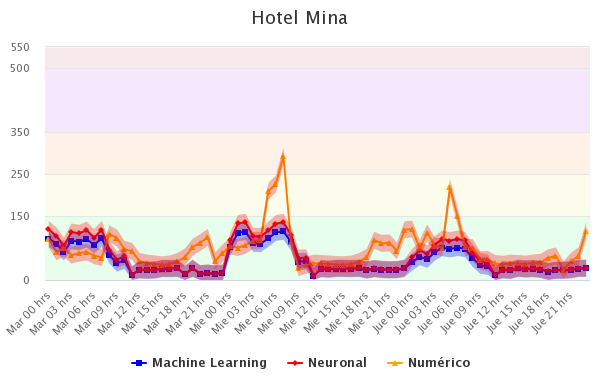 Hotel Mina
550
500
350
250
150
0
Mar 00 hrs
Mar 03 hrs
Mar 06 hrs
Mar 09 hrs
Mar 12 hrs
Mar 15 hrs
Mar 18 hrs
Mar 21 hrs
Mie 00 hrs
Mie 03 hrs
Mie 06 hrs
Mie 09 hrs
Mie 12 hrs
Mie 15 hrs
Mie 18 hrs
Mie 21 hrs
Jue 00 hrs
Jue 03 hrs
Jue 06 hrs
Jue 09 hrs
Jue 12 hrs
Jue 15 hrs
Jue 18 hrs
Jue 21 hrs
Machine Learning Neuronal Numérico